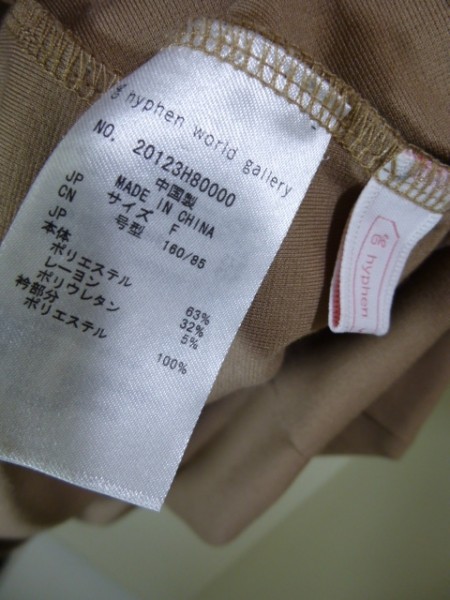 hyphen world gallery
NO. 20123H80000
中国製
MADE IN CHINA
JP サイズ F
CN 号型 160/85
JP
本体
ポリエステル 63%
レーヨン 32%
ポリウレタン 5%
衿部分
ポリエステル 100%
hyphen